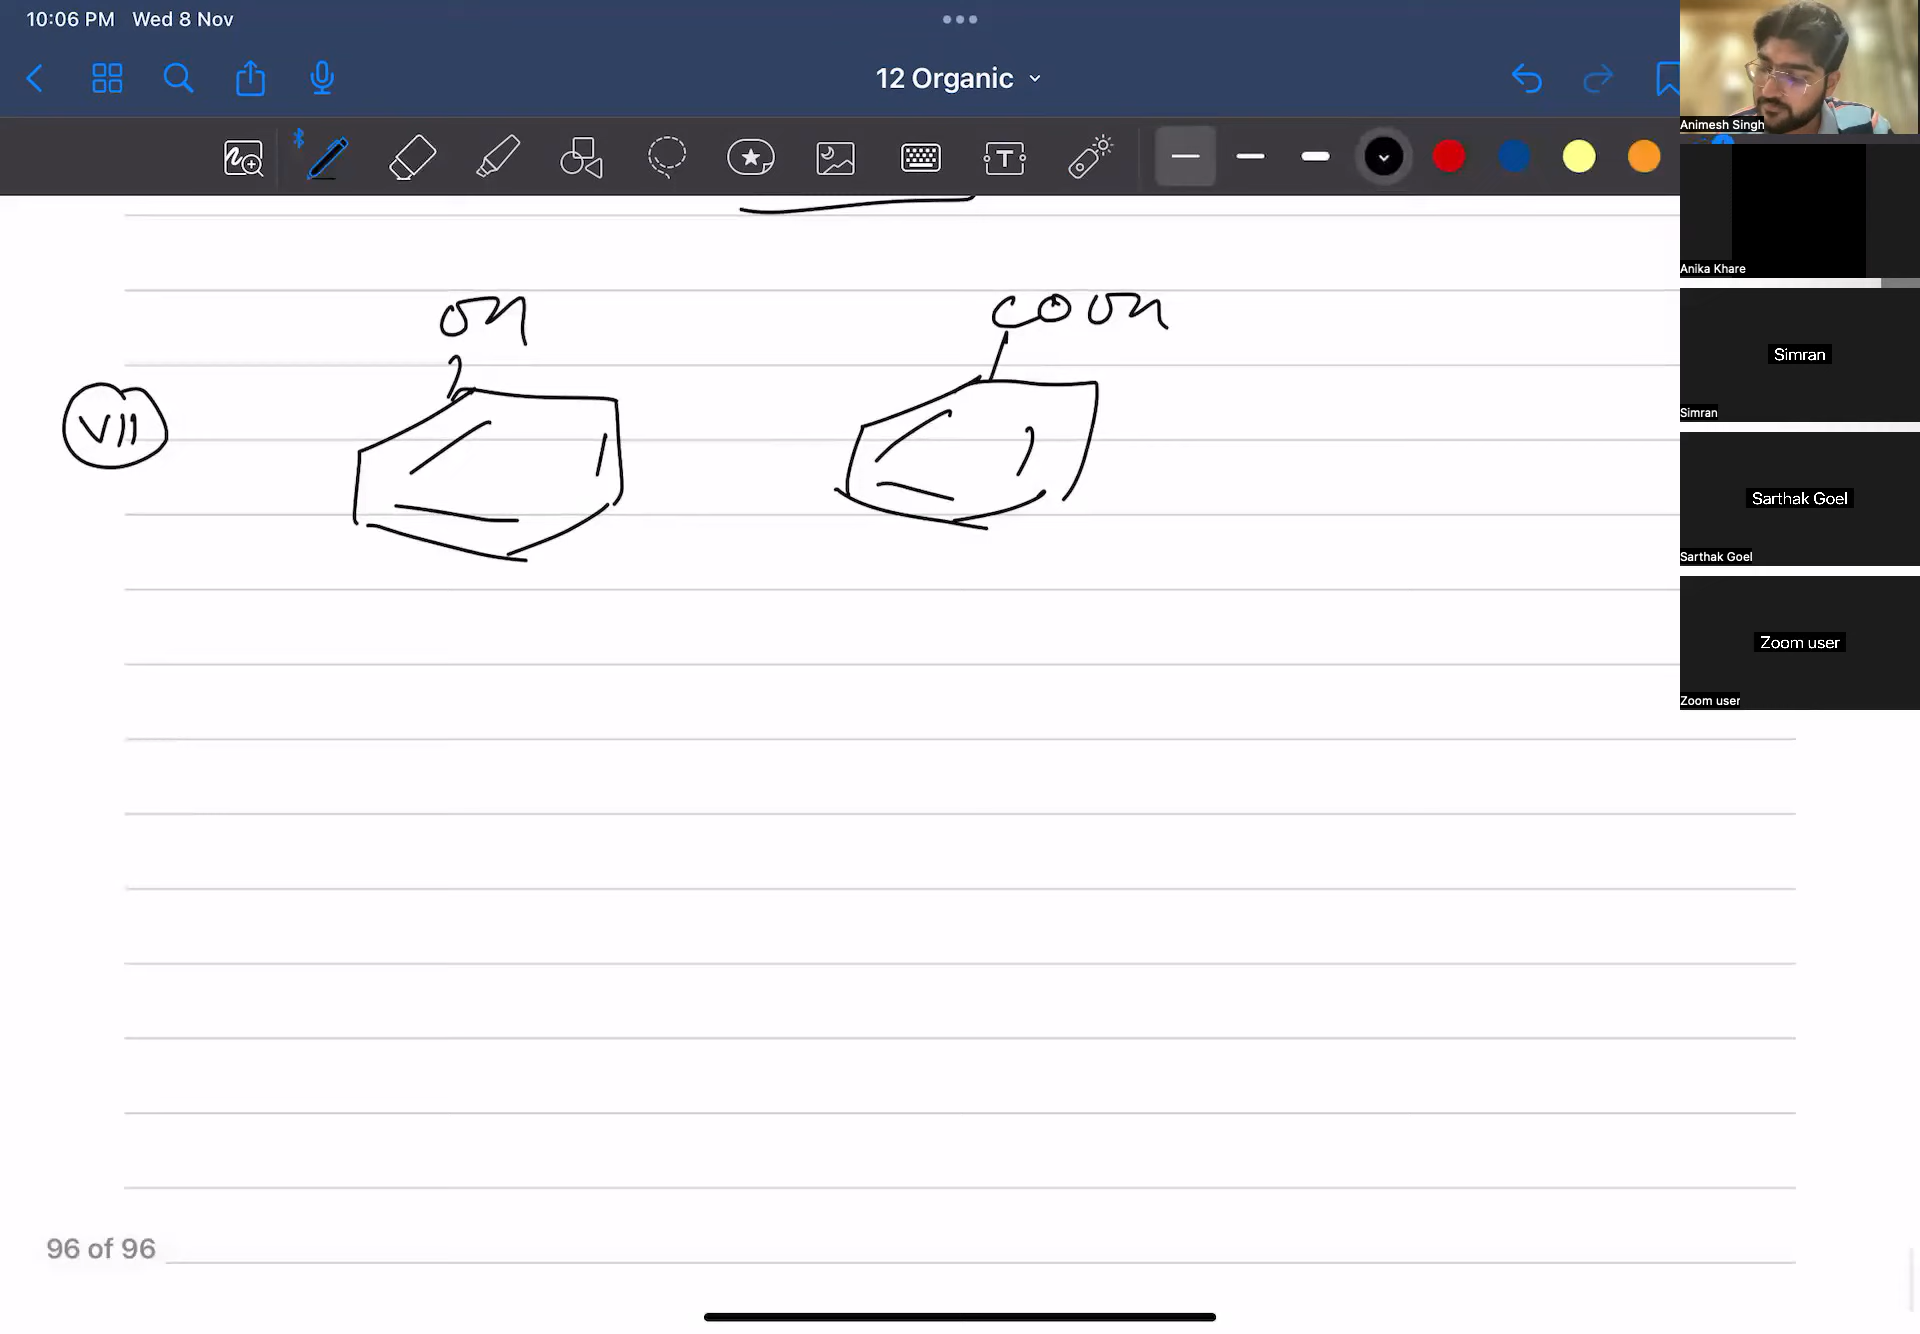 10:06 PM Wed 8 Nov
12 Organic
Animesh Singh
Anika Khare
Simran
Simran
Sarthak Goel
Sarthak Goel
Zoom user
Zoom user
OH
COOH
VII
96 of 96